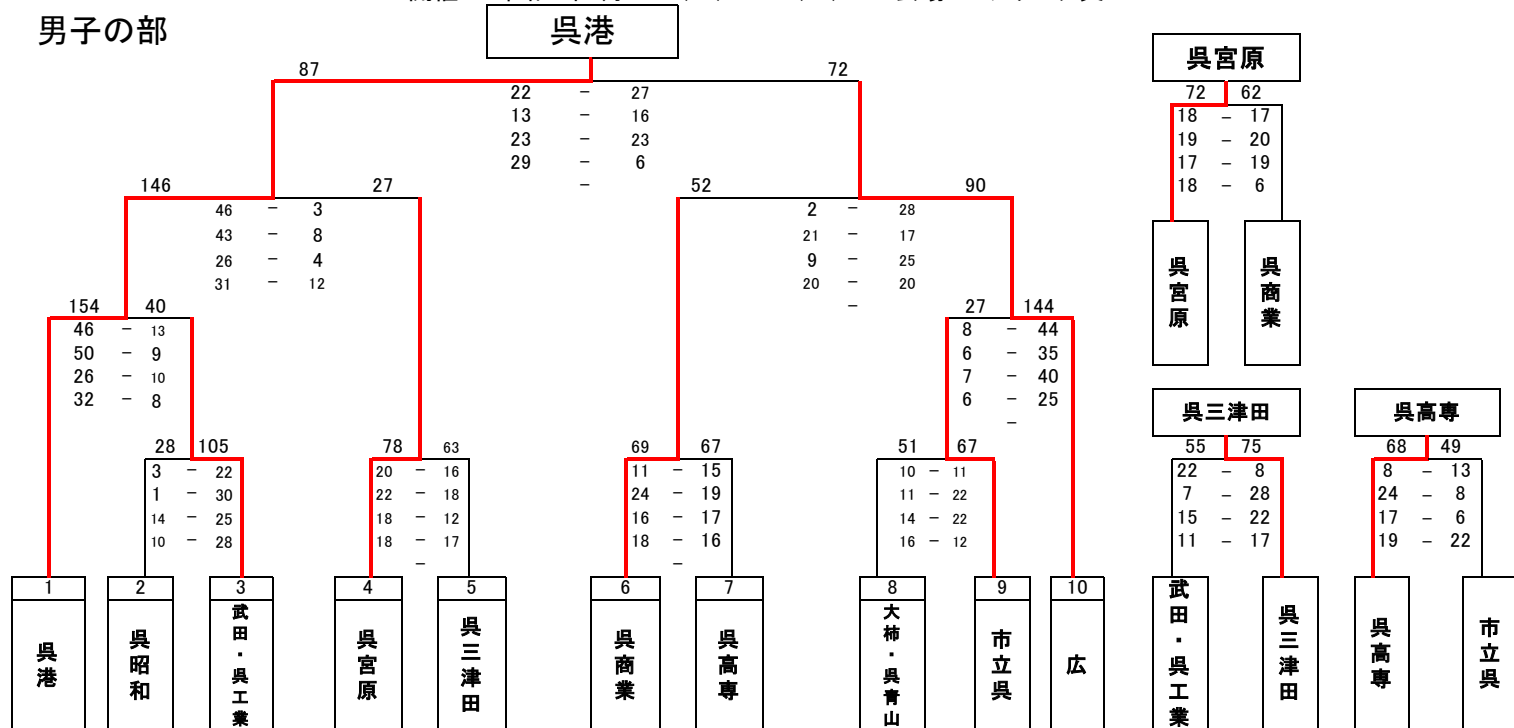 男子の部
呉港
87 72
22 - 27
13 - 16
23 - 23
29 - 6
-
146 27
46 - 3
43 - 8
26 - 4
31 - 12
52 90
2 - 28
21 - 17
9 - 25
20 - 20
-
154 40
46 - 13
50 - 9
26 - 10
32 - 8
27 144
8 - 44
6 - 35
7 - 40
6 - 25
-
28 105
3 - 22
1 - 30
14 - 25
10 - 28
78 63
20 - 16
22 - 18
18 - 12
18 - 17
-
69 67
11 - 15
24 - 19
16 - 17
18 - 16
-
51 67
10 - 11
11 - 22
14 - 22
16 - 12
1
呉港
2
呉昭和
3
武田・呉工業
4
呉宮原
5
呉三津田
6
呉商業
7
呉高専
8
大柿・呉青山
9
市立呉
10
広
呉宮原
72 62
18 - 17
19 - 20
17 - 19
18 - 6
呉宮原
呉商業
呉三津田
55 75
22 - 8
7 - 28
15 - 22
11 - 17
武田・呉工業
呉三津田
呉高専
68 49
8 - 13
24 - 8
17 - 6
19 - 22
呉高専
市立呉